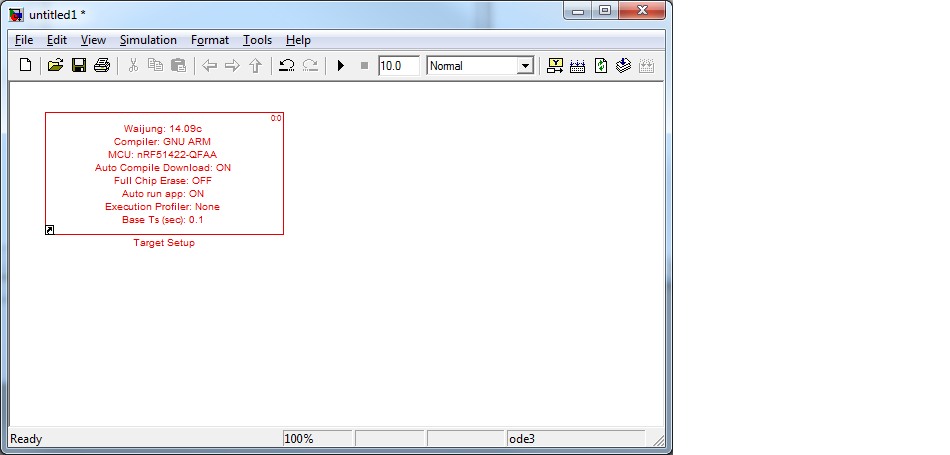 untitled1 *
File Edit View Simulation Format Tools Help
10.0 Normal
0:0
Waijung: 14.09c
Compiler: GNU ARM
MCU: nRF51422-QFAA
Auto Compile Download: ON
Full Chip Erase: OFF
Auto run app: ON
Execution Profiler: None
Base Ts (sec): 0.1
Target Setup
Ready 100% ode3